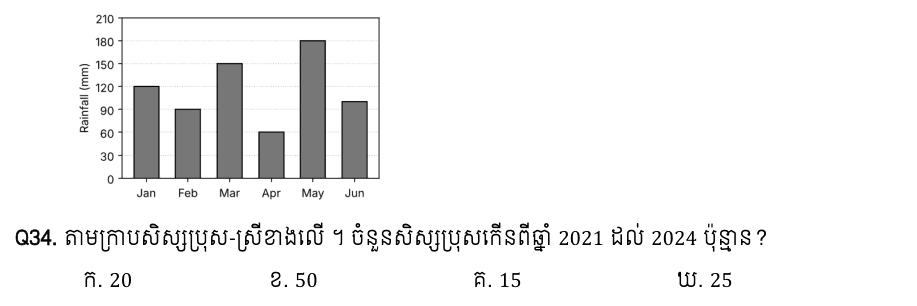 210
180
150
120
90
60
30
0
Rainfall (mm)
Jan Feb Mar Apr May Jun
Q34. តាមក្រាបសិស្សប្រុស-ស្រីខាងលើ ។ ចំនួនសិស្សប្រុសកើនពីឆ្នាំ 2021 ដល់ 2024 ប៉ុន្មាន ?
ក. 20 ខ. 50 គ. 15 ឃ. 25